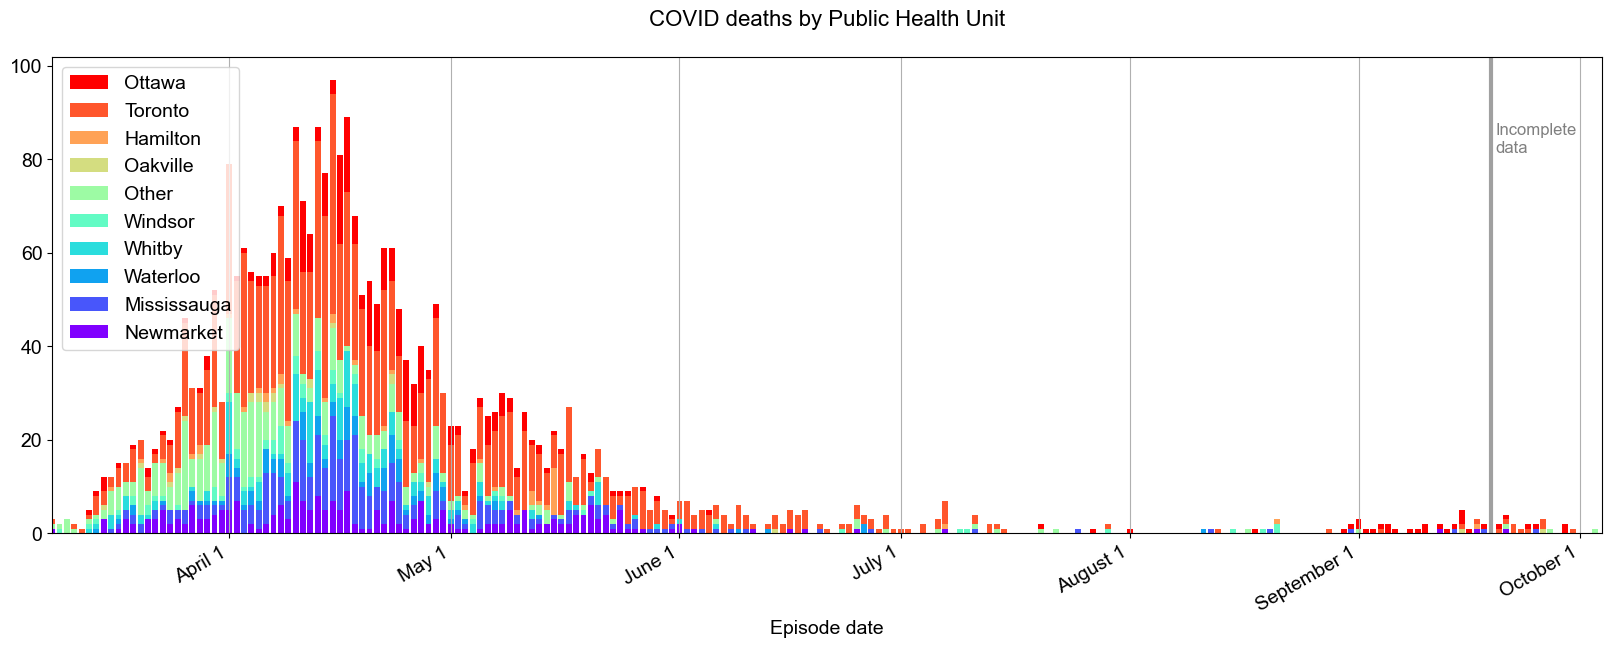 COVID deaths by Public Health Unit
100
80
60
40
20
0
Ottawa
Toronto
Hamilton
Oakville
Other
Windsor
Whitby
Waterloo
Mississauga
Newmarket
Incomplete
data
April 1
May 1
June 1
July 1
August 1
September 1
October 1
Episode date